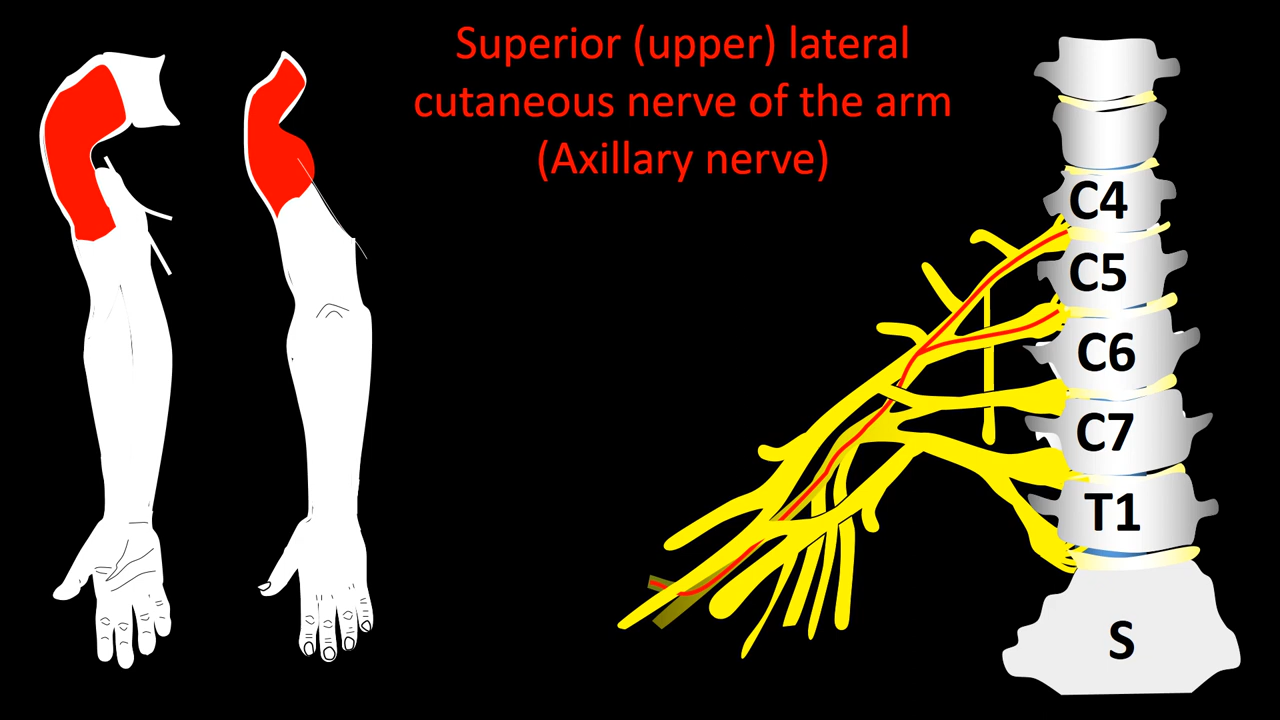 Superior (upper) lateral
cutaneous nerve of the arm
(Axillary nerve)
C4
C5
C6
C7
T1
S